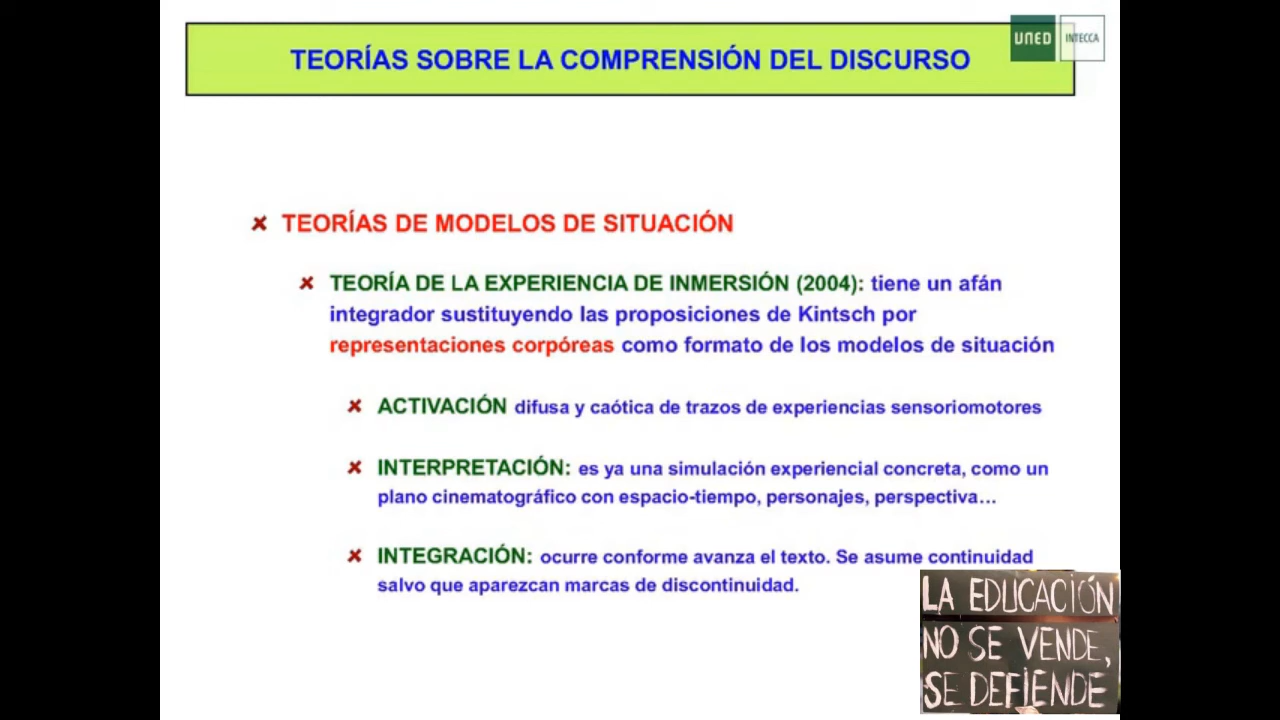 TEORÍAS SOBRE LA COMPRENSIÓN DEL DISCURSO
UNED
INTECCA
TEORÍAS DE MODELOS DE SITUACIÓN
TEORÍA DE LA EXPERIENCIA DE INMERSIÓN (2004): tiene un afán
integrador sustituyendo las proposiciones de Kintsch por
representaciones corpóreas como formato de los modelos de situación
ACTIVACIÓN difusa y caótica de trazos de experiencias sensoriomotores
INTERPRETACIÓN: es ya una simulación experiencial concreta, como un
plano cinematográfico con espacio-tiempo, personajes, perspectiva…
INTEGRACIÓN: ocurre conforme avanza el texto. Se asume continuidad
salvo que aparezcan marcas de discontinuidad.
LA EDUCACIÓN
NO SE VENDE,
SE DEFIENDE